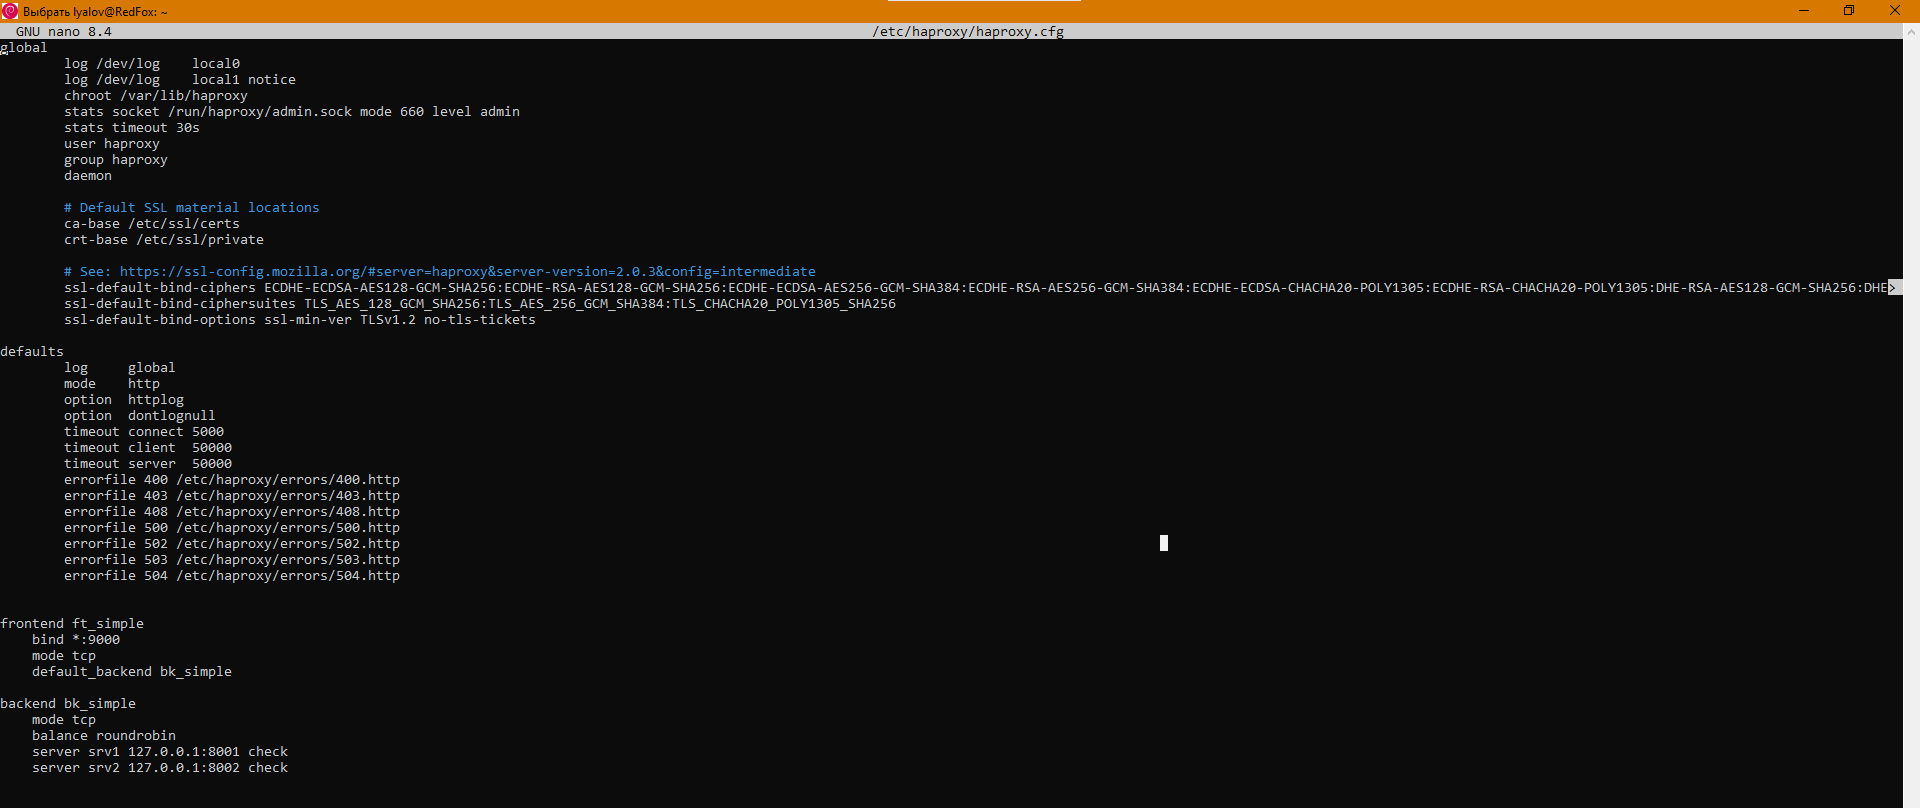 Выбрать lyalov@RedFox: ~
GNU nano 8.4 /etc/haproxy/haproxy.cfg
global
log /dev/log local0
log /dev/log local1 notice
chroot /var/lib/haproxy
stats socket /run/haproxy/admin.sock mode 660 level admin
stats timeout 30s
user haproxy
group haproxy
daemon
# Default SSL material locations
ca-base /etc/ssl/certs
crt-base /etc/ssl/private
# See: https://ssl-config.mozilla.org/#server=haproxy&server-version=2.0.3&config=intermediate
ssl-default-bind-ciphers ECDHE-ECDSA-AES128-GCM-SHA256:ECDHE-RSA-AES128-GCM-SHA256:ECDHE-ECDSA-AES256-GCM-SHA384:ECDHE-RSA-AES256-GCM-SHA384:ECDHE-ECDSA-CHACHA20-POLY1305:ECDHE-RSA-CHACHA20-POLY1305:DHE-RSA-AES128-GCM-SHA256:DHE>
ssl-default-bind-ciphersuites TLS_AES_128_GCM_SHA256:TLS_AES_256_GCM_SHA384:TLS_CHACHA20_POLY1305_SHA256
ssl-default-bind-options ssl-min-ver TLSv1.2 no-tls-tickets
defaults
log global
mode http
option httplog
option dontlognull
timeout connect 5000
timeout client 50000
timeout server 50000
errorfile 400 /etc/haproxy/errors/400.http
errorfile 403 /etc/haproxy/errors/403.http
errorfile 408 /etc/haproxy/errors/408.http
errorfile 500 /etc/haproxy/errors/500.http
errorfile 502 /etc/haproxy/errors/502.http
errorfile 503 /etc/haproxy/errors/503.http
errorfile 504 /etc/haproxy/errors/504.http
frontend ft_simple
bind *:9000
mode tcp
default_backend bk_simple
backend bk_simple
mode tcp
balance roundrobin
server srv1 127.0.0.1:8001 check
server srv2 127.0.0.1:8002 check